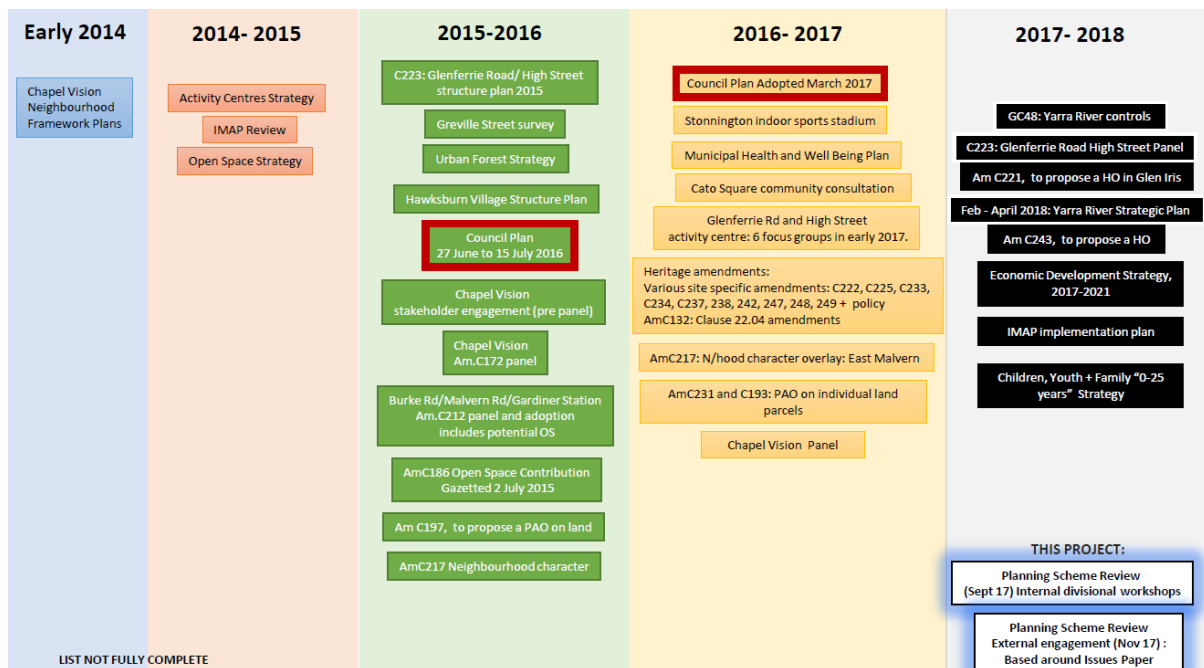 Early 2014
Chapel Vision
Neighbourhood
Framework Plans
2014- 2015
Activity Centres Strategy
IMAP Review
Open Space Strategy
2015-2016
C223: Glenferrie Road/ High Street
structure plan 2015
Greville Street survey
Urban Forest Strategy
Hawksburn Village Structure Plan
Council Plan
27 June to 15 July 2016
Chapel Vision
stakeholder engagement (pre panel)
Chapel Vision
Am.C172 panel
Burke Rd/Malvern Rd/Gardiner Station
Am.C212 panel and adoption
includes potential OS
AmC186 Open Space Contribution
Gazetted 2 July 2015
Am C197, to propose a PAO on land
AmC217 Neighbourhood character
2016- 2017
Council Plan Adopted March 2017
Stonnington indoor sports stadium
Municipal Health and Well Being Plan
Cato Square community consultation
Glenferrie Rd and High Street
activity centre: 6 focus groups in early 2017.
Heritage amendments:
Various site specific amendments: C222, C225, C233,
C234, C237, 238, 242, 247, 248, 249 + policy
AmC132: Clause 22.04 amendments
AmC217: N/hood character overlay: East Malvern
AmC231 and C193: PAO on individual land
parcels
Chapel Vision Panel
2017- 2018
GC48: Yarra River controls
C223: Glenferrie Road High Street Panel
Am C221, to propose a HO in Glen Iris
Feb - April 2018: Yarra River Strategic Plan
Am C243, to propose a HO
Economic Development Strategy,
2017-2021
IMAP implementation plan
Children, Youth + Family “0-25
years” Strategy
THIS PROJECT:
Planning Scheme Review
(Sept 17) Internal divisional workshops
Planning Scheme Review
External engagement (Nov 17) :
Based around Issues Paper
LIST NOT FULLY COMPLETE